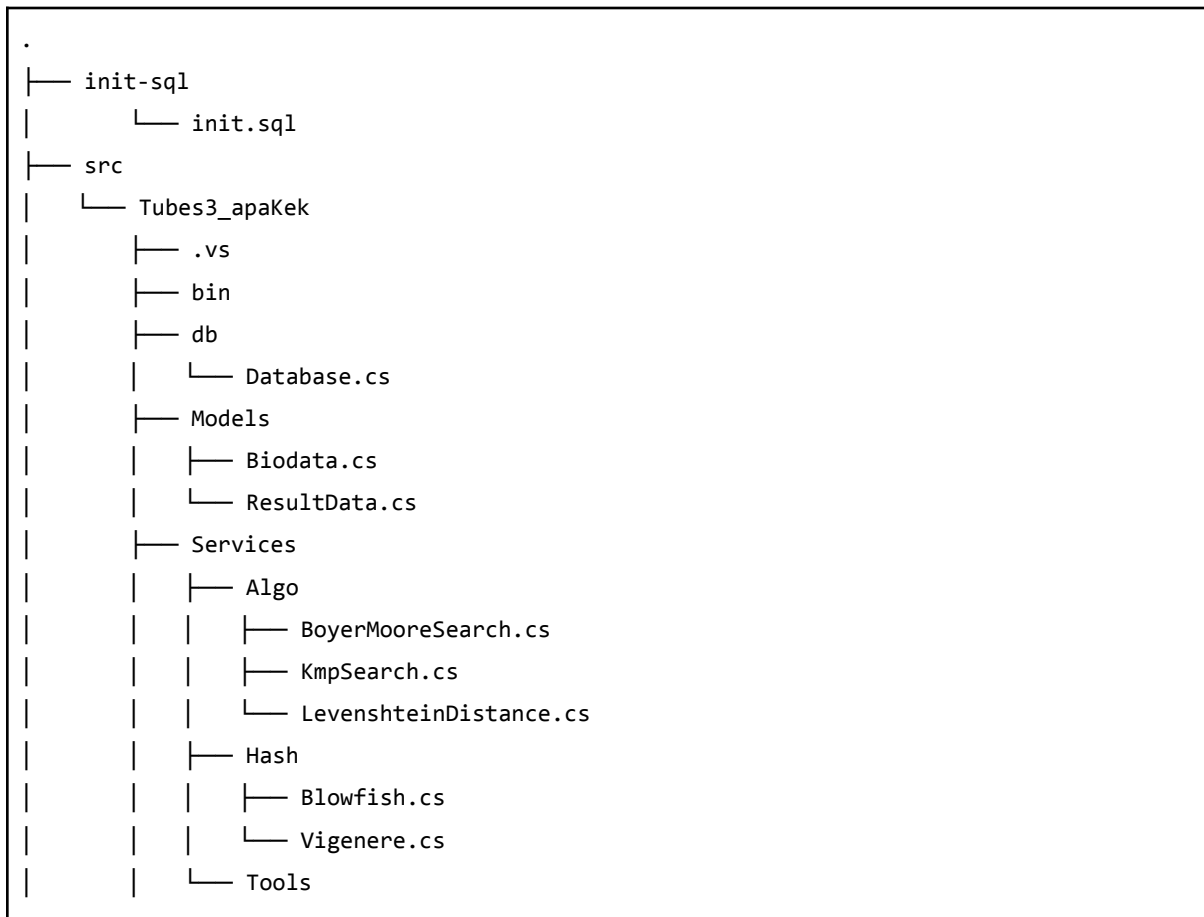 .
├── init-sql
│       └── init.sql
├── src
│   └── Tubes3_apaKek
│       ├── .vs
│       ├── bin
│       ├── db
│       │   └── Database.cs
│       ├── Models
│       │   ├── Biodata.cs
│       │   └── ResultData.cs
│       ├── Services
│       │   ├── Algo
│       │   │   ├── BoyerMooreSearch.cs
│       │   │   ├── KmpSearch.cs
│       │   │   └── LevenshteinDistance.cs
│       │   ├── Hash
│       │   │   ├── Blowfish.cs
│       │   │   └── Vigenere.cs
│       │   └── Tools